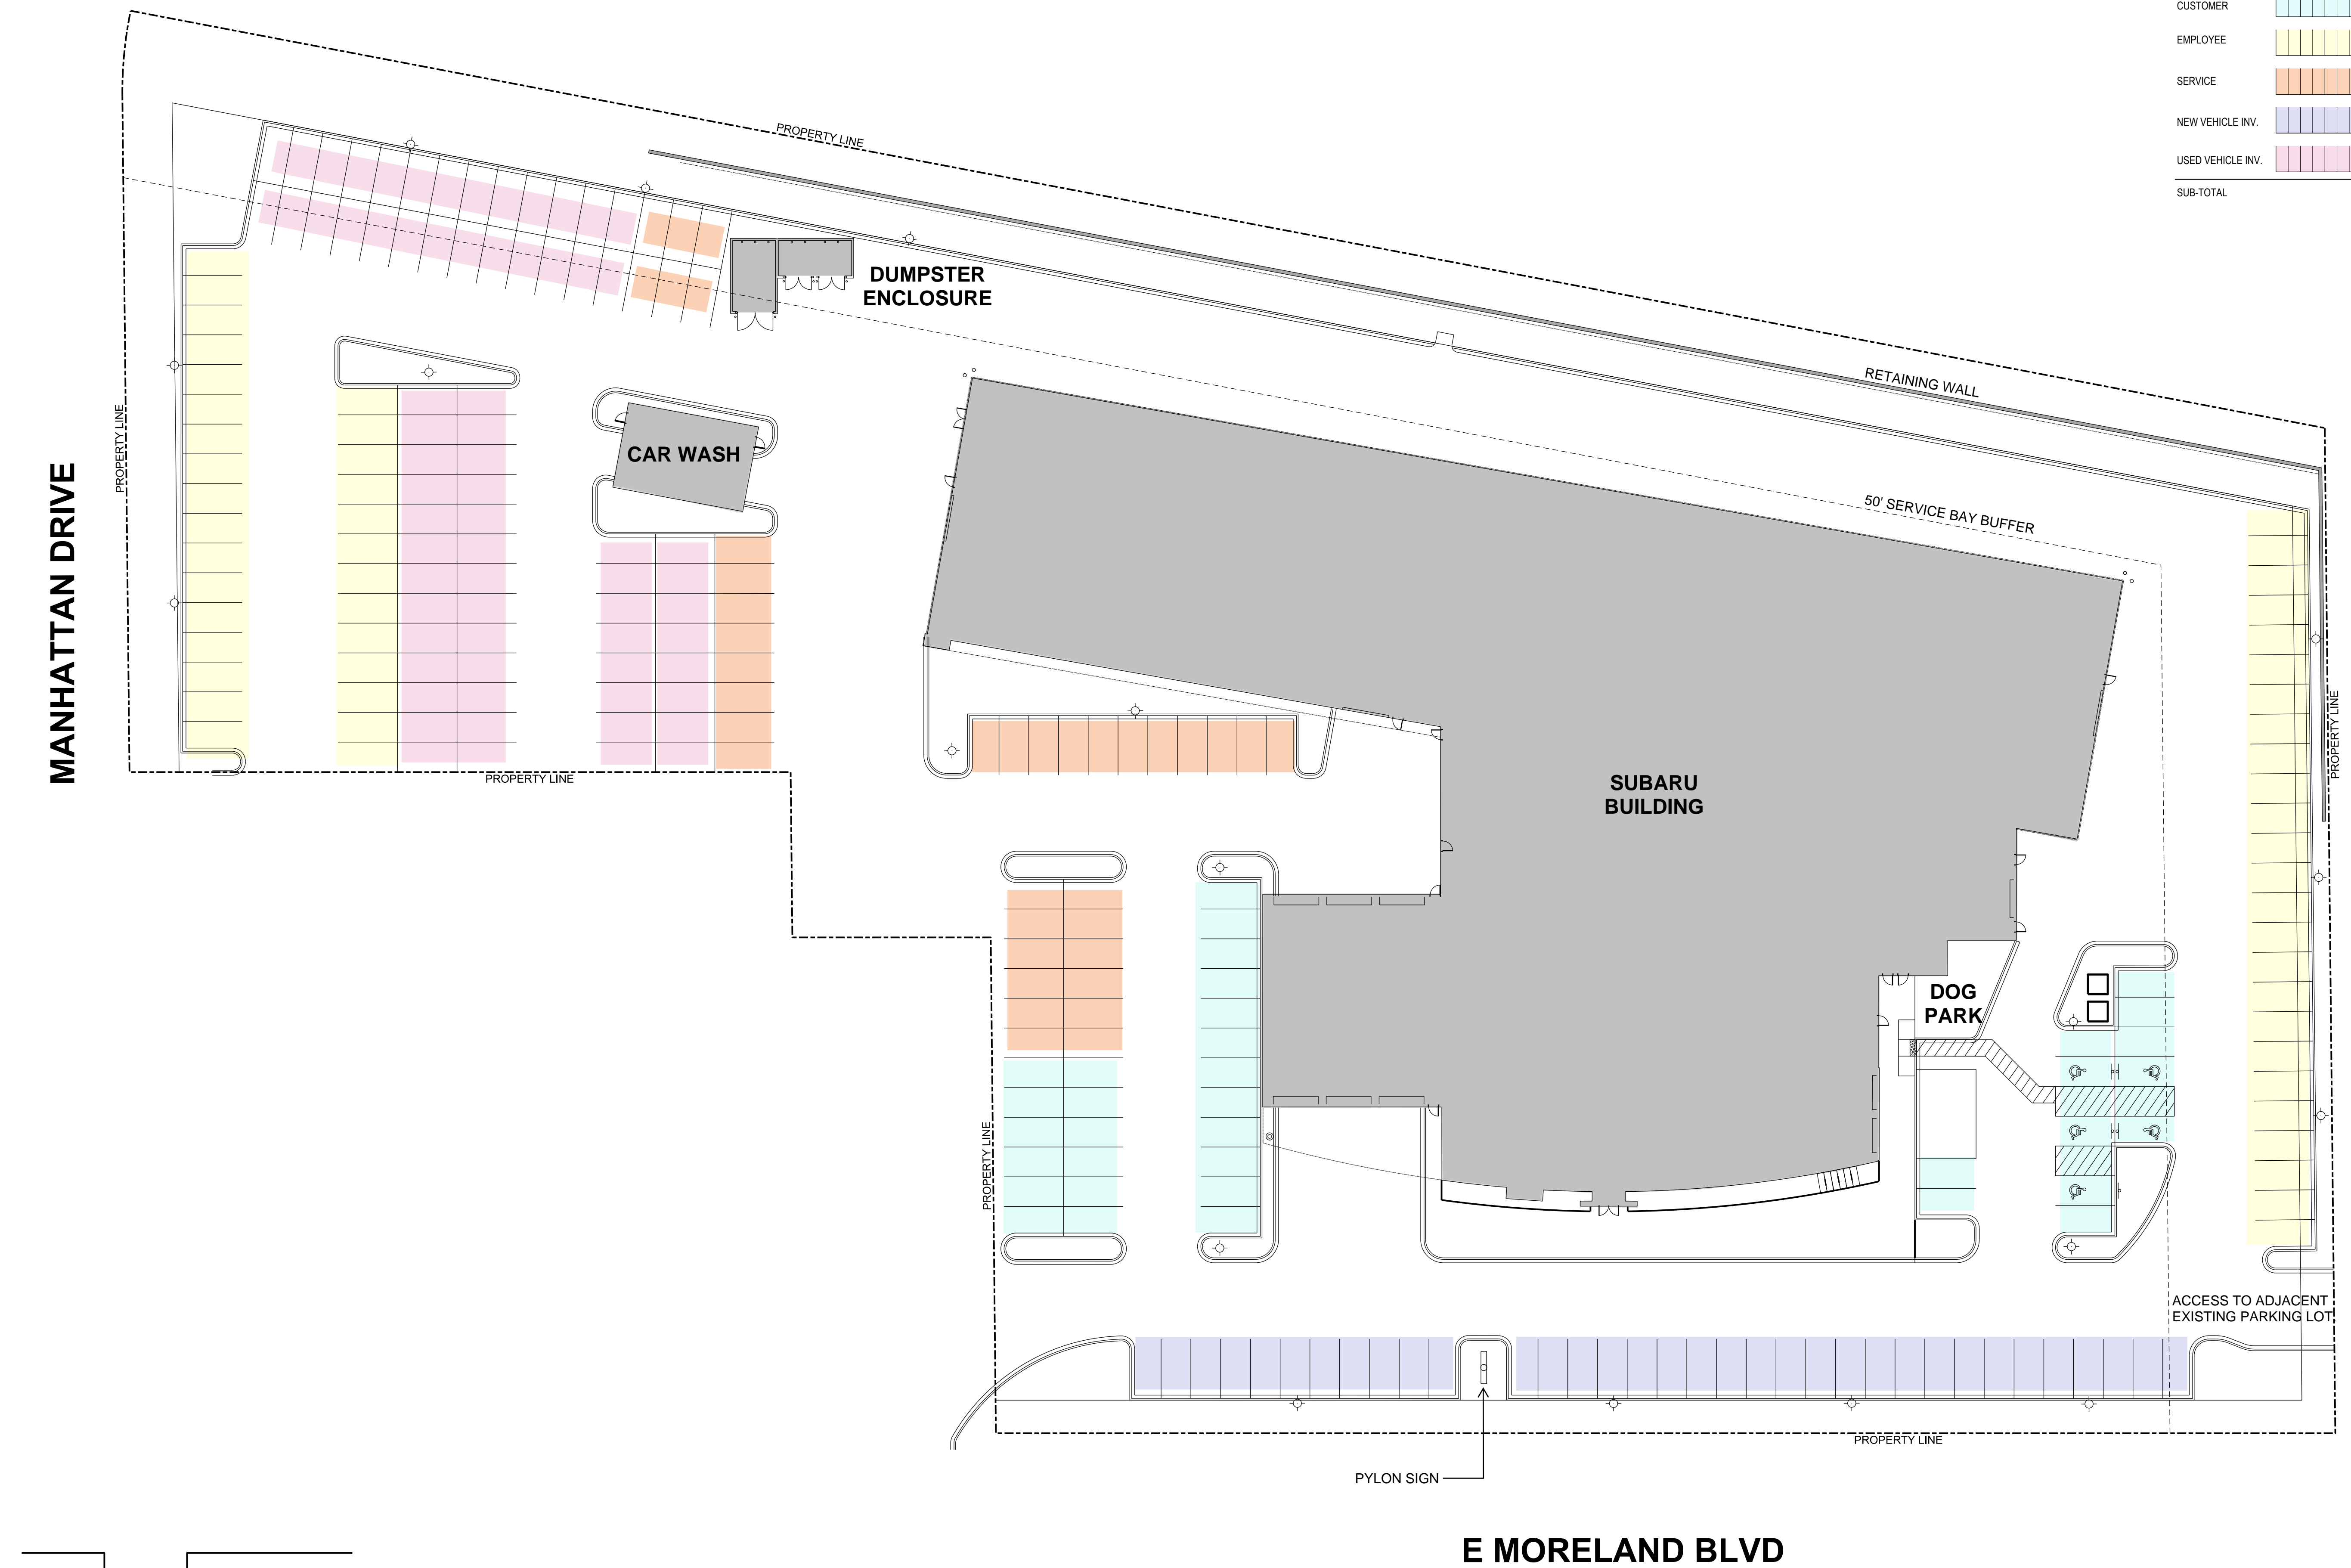 CUSTOMER
EMPLOYEE
SERVICE
NEW VEHICLE INV.
USED VEHICLE INV.
SUB-TOTAL
PROPERTY LINE
DUMPSTER
ENCLOSURE
RETAINING WALL
PROPERTY LINE
CAR WASH
MANHATTAN DRIVE
50' SERVICE BAY BUFFER
PROPERTY LINE
PROPERTY LINE
SUBARU
BUILDING
DOG
PARK
PROPERTY LINE
ACCESS TO ADJACENT
EXISTING PARKING LOT
PROPERTY LINE
PYLON SIGN
E MORELAND BLVD